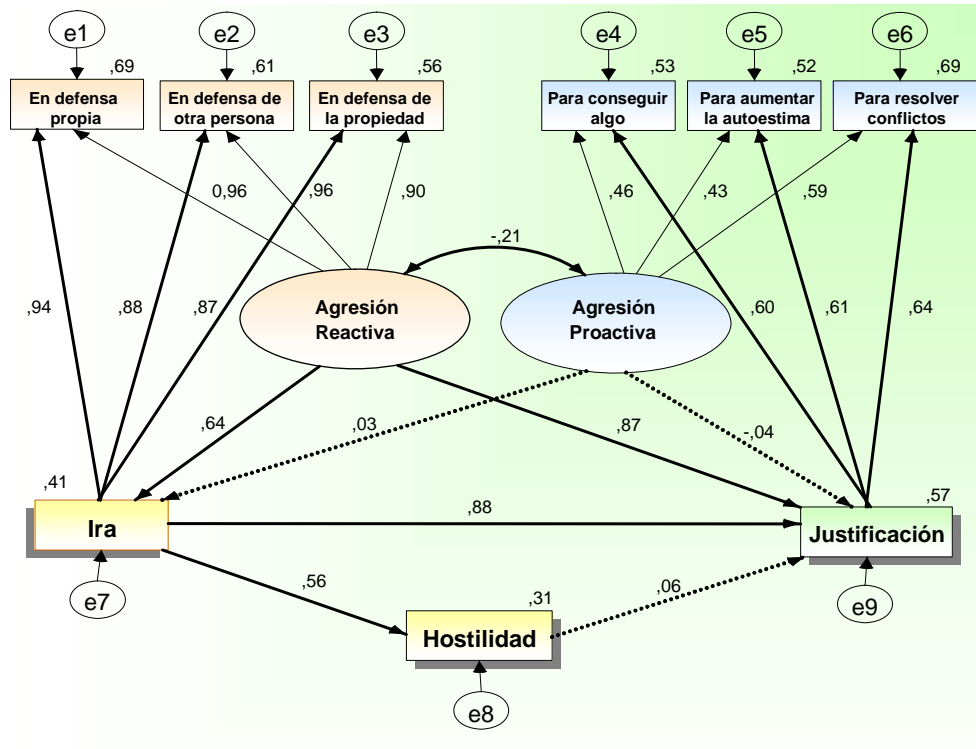 e1
e2
e3
e4
e5
e6
,69
,61
,56
,53
,52
,69
En defensa
propia
En defensa de
otra persona
En defensa de
la propiedad
Para conseguir
algo
Para aumentar
la autoestima
Para resolver
conflictos
0,96
,96
,90
,46
,43
,59
-,21
Agresión
Reactiva
Agresión
Proactiva
,94
,88
,87
,60
,61
,64
,64
,03
,87
-,04
,41
Ira
,88
,57
Justificación
e7
,56
,31
,06
e9
Hostilidad
e8